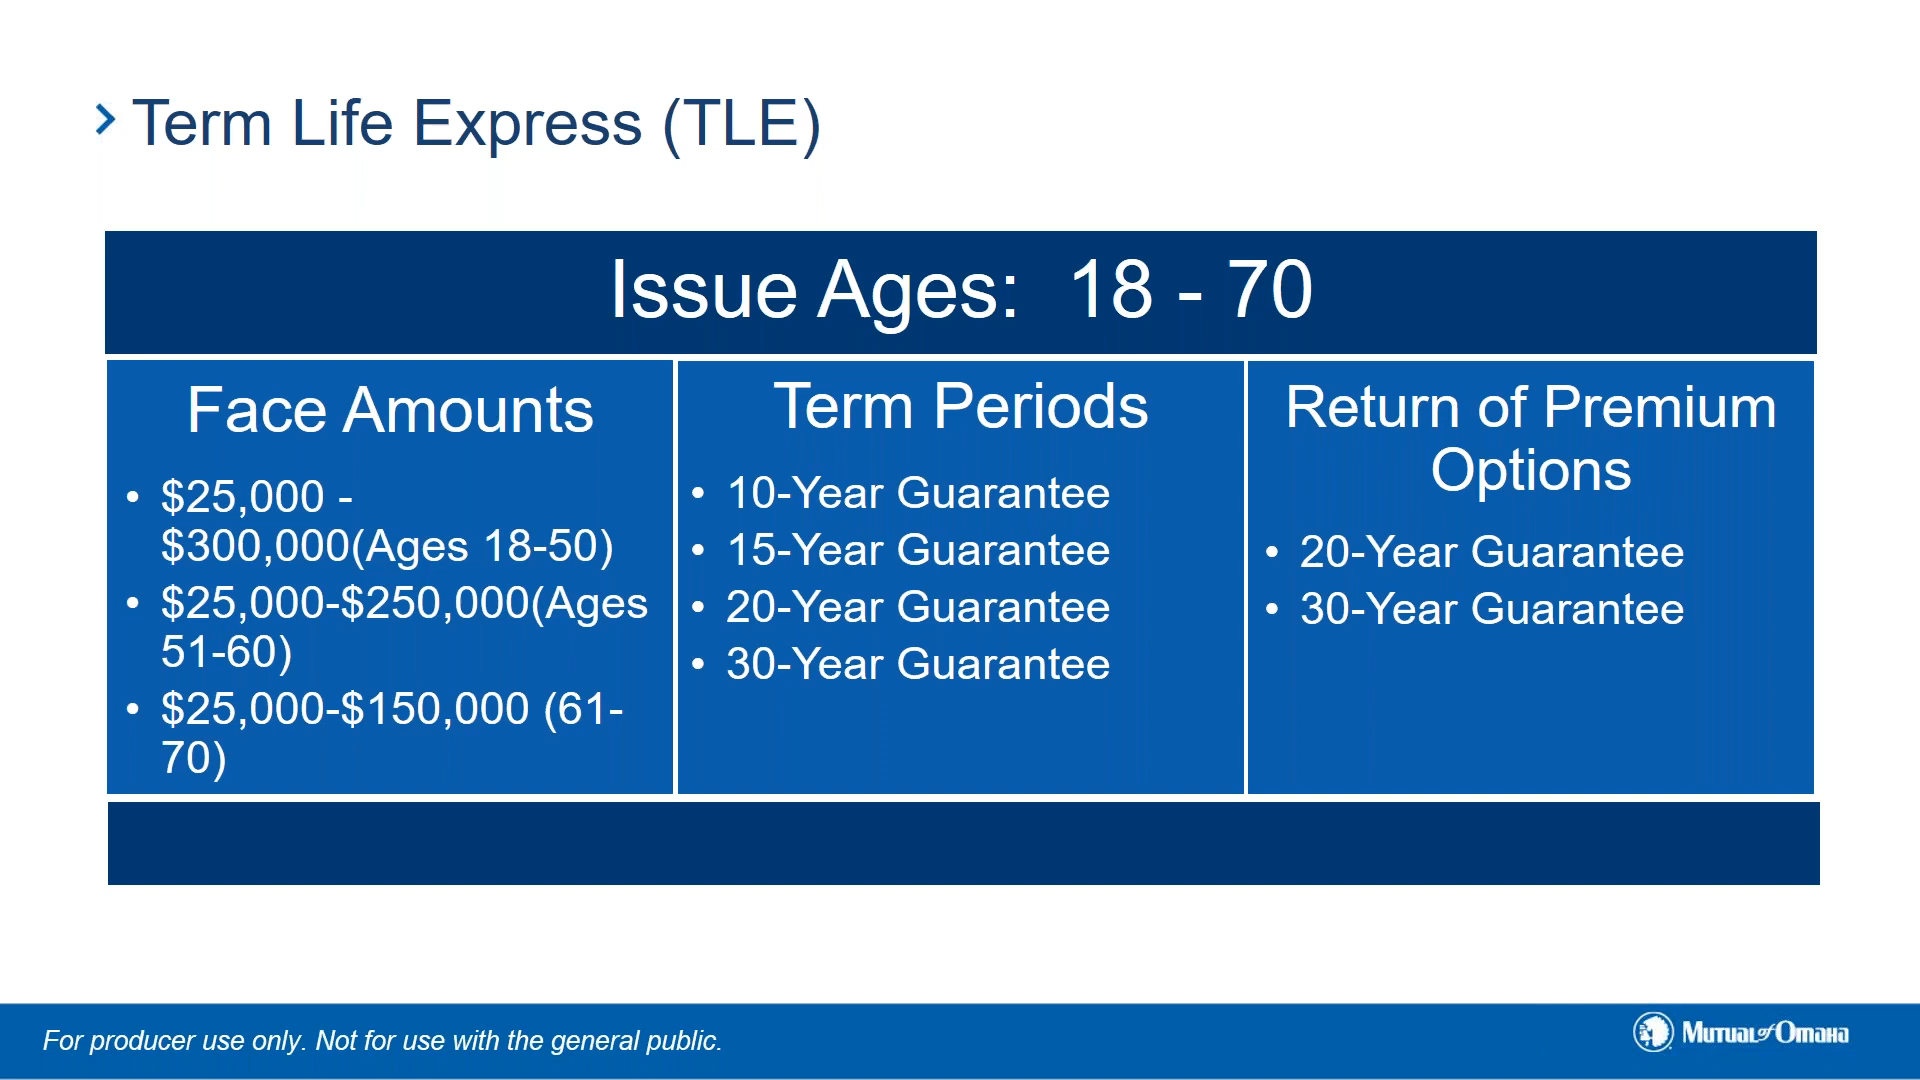 Term Life Express (TLE)
Issue Ages:  18 - 70
Face Amounts
• $25,000 -
$300,000(Ages 18-50)
• $25,000-$250,000(Ages
51-60)
• $25,000-$150,000 (61-
70)
Term Periods
• 10-Year Guarantee
• 15-Year Guarantee
• 20-Year Guarantee
• 30-Year Guarantee
Return of Premium
Options
• 20-Year Guarantee
• 30-Year Guarantee
For producer use only. Not for use with the general public.
Mutual of Omaha